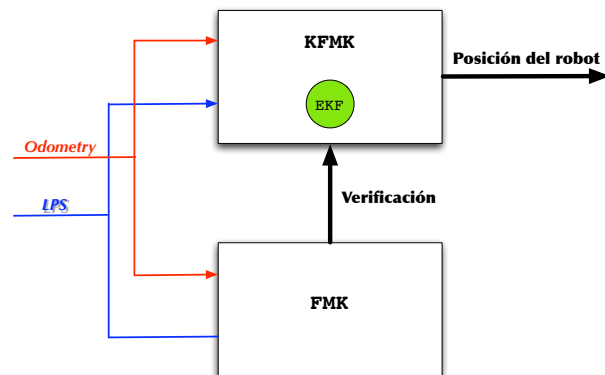 KFMK
Posición del robot
EKF
Odometry
LPS
Verificación
FMK